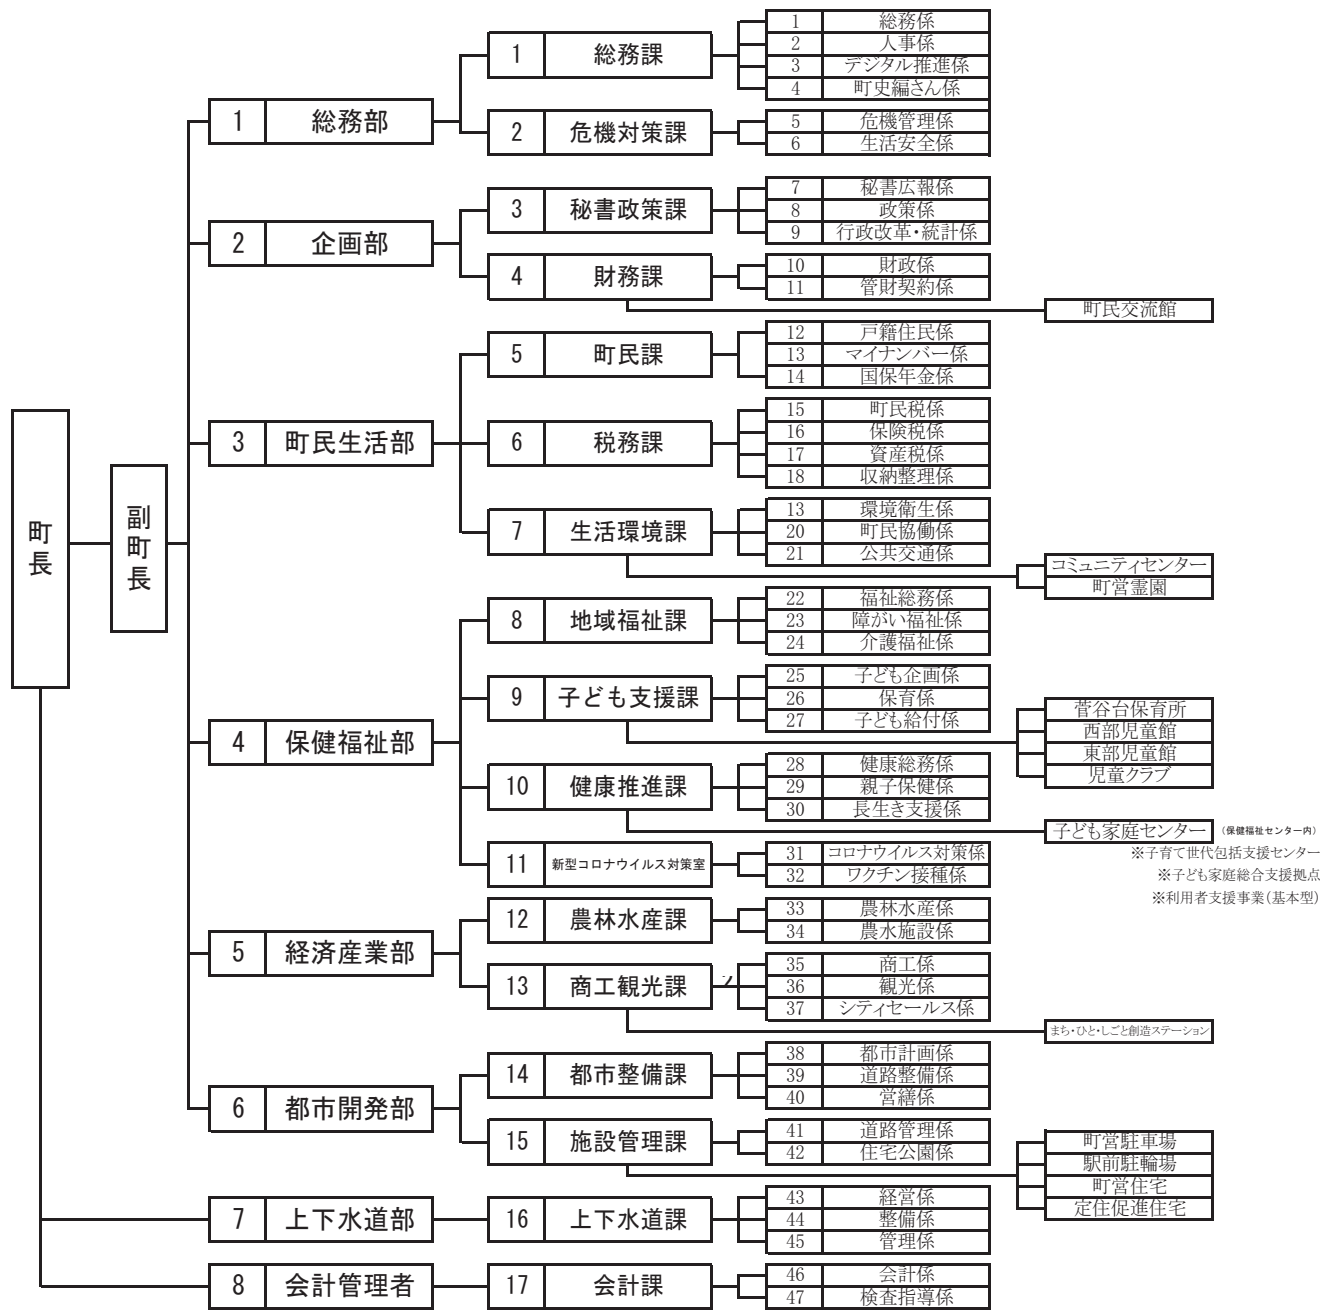 町長
副町長
1 総務部
1 総務課
1 総務係
2 人事係
3 デジタル推進係
4 町史編さん係
2 危機対策課
5 危機管理係
6 生活安全係
2 企画部
3 秘書政策課
7 秘書広報係
8 政策係
9 行政改革・統計係
4 財務課
10 財政係
11 管財契約係
町民交流館
3 町民生活部
5 町民課
12 戸籍住民係
13 マイナンバー係
14 国保年金係
6 税務課
15 町民税係
16 保険税係
17 資産税係
18 収納整理係
7 生活環境課
13 環境衛生係
20 町民協働係
21 公共交通係
コミュニティセンター
町営霊園
4 保健福祉部
8 地域福祉課
22 福祉総務係
23 障がい福祉係
24 介護福祉係
9 子ども支援課
25 子ども企画係
26 保育係
27 子ども給付係
菅谷台保育所
西部児童館
東部児童館
児童クラブ
10 健康推進課
28 健康総務係
29 親子保健係
30 長生き支援係
子ども家庭センター (保健福祉センター内)
※子育て世代包括支援センター
※子ども家庭総合支援拠点
※利用者支援事業(基本型)
11 新型コロナウイルス対策室
31 コロナウイルス対策係
32 ワクチン接種係
5 経済産業部
12 農林水産課
33 農林水産係
34 農水施設係
13 商工観光課
35 商工係
36 観光係
37 シティセールス係
まち・ひと・しごと創造ステーション
6 都市開発部
14 都市整備課
38 都市計画係
39 道路整備係
40 営繕係
15 施設管理課
41 道路管理係
42 住宅公園係
町営駐車場
駅前駐輪場
町営住宅
定住促進住宅
7 上下水道部
16 上下水道課
43 経営係
44 整備係
45 管理係
8 会計管理者
17 会計課
46 会計係
47 検査指導係